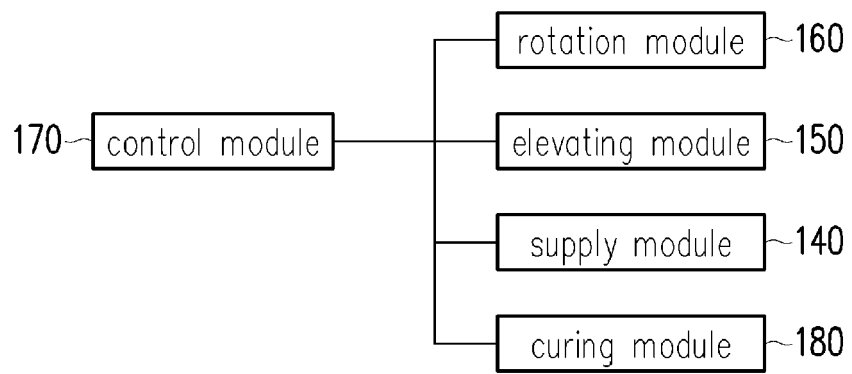 rotation module 160
170 control module
elevating module 150
supply module 140
curing module 180